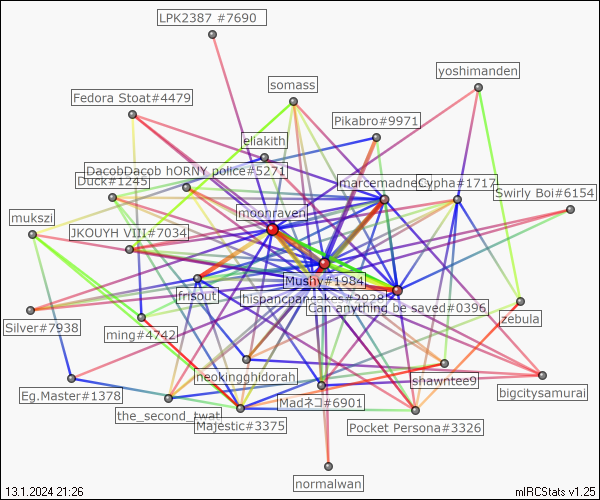 LPK2387 #7690
yoshimanden
somass
Fedora Stoat#4479
Pikabro#9971
eliakith
DacobDacob hORNY police#5271
Duck#1245
marcemadness
Cypha#1717
Swirly Boi#6154
mukszi
moonraven
JKOUYH VIII#7034
Mushy#1984
frisout
hispancpancakes#2928
Can anything be saved#0396
Silver#7938
ming#4742
zebula
neokingghidorah
shawntee9
Eg.Master#1378
bigcitysamurai
the_second_twat
Madネコ#6901
Majestic#3375
Pocket Persona#3326
normalwan
13.1.2024 21:26
mIRCStats v1.25